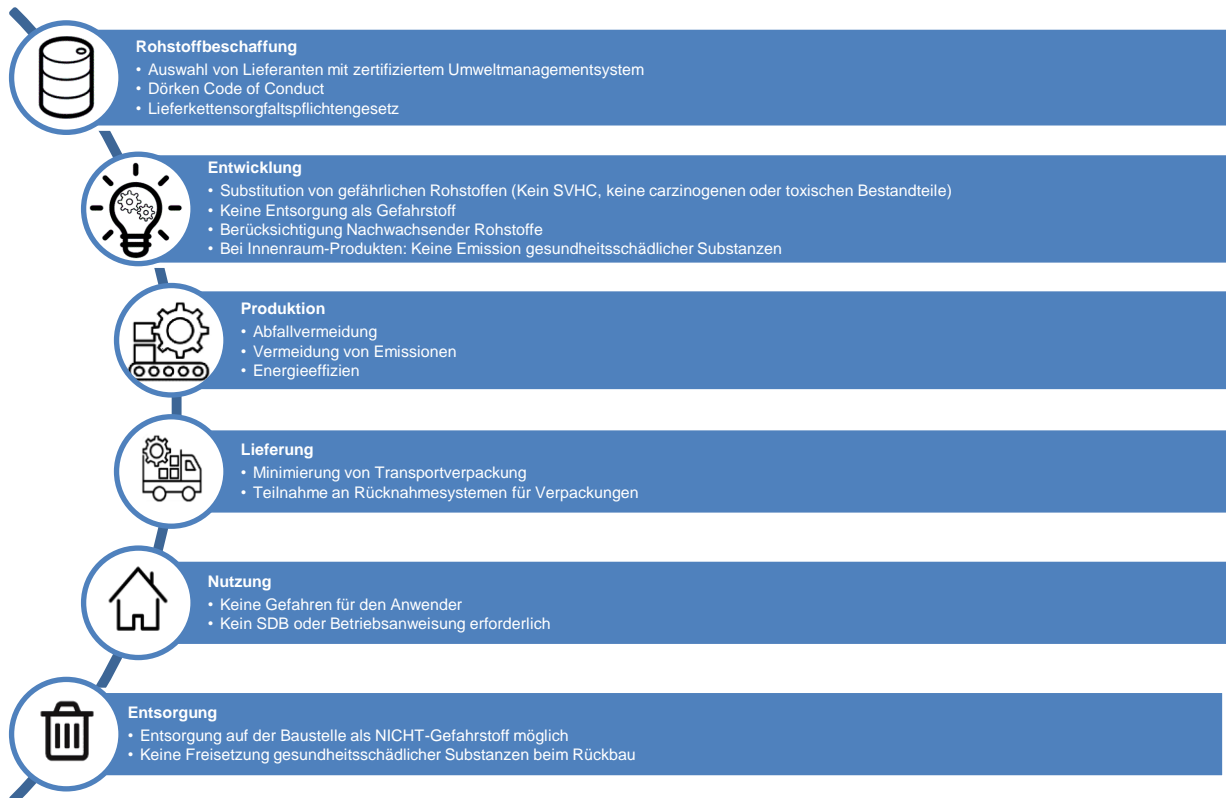 Rohstoffbeschaffung
• Auswahl von Lieferanten mit zertifiziertem Umweltmanagementsystem
• Dörken Code of Conduct
• Lieferkettensorgfaltspflichtengesetz
Entwicklung
• Substitution von gefährlichen Rohstoffen (Kein SVHC, keine carzinogenen oder toxischen Bestandteile)
• Keine Entsorgung als Gefahrstoff
• Berücksichtigung Nachwachsender Rohstoffe
• Bei Innenraum-Produkten: Keine Emission gesundheitsschädlicher Substanzen
Produktion
• Abfallvermeidung
• Vermeidung von Emissionen
• Energieeffizien
Lieferung
• Minimierung von Transportverpackung
• Teilnahme an Rücknahmesystemen für Verpackungen
Nutzung
• Keine Gefahren für den Anwender
• Kein SDB oder Betriebsanweisung erforderlich
Entsorgung
• Entsorgung auf der Baustelle als NICHT-Gefahrstoff möglich
• Keine Freisetzung gesundheitsschädlicher Substanzen beim Rückbau